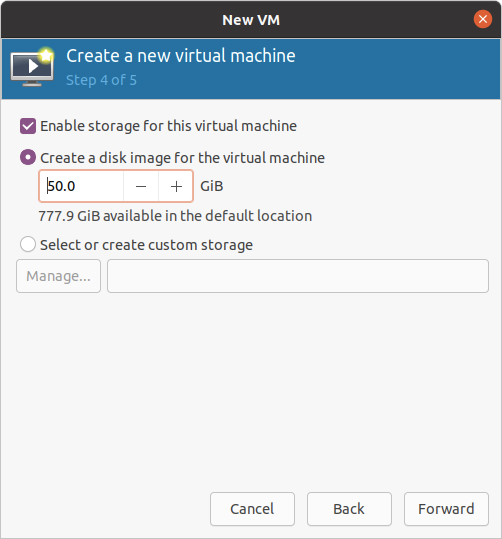 New VM
Create a new virtual machine
Step 4 of 5
Enable storage for this virtual machine
Create a disk image for the virtual machine
50.0 − + GiB
777.9 GiB available in the default location
Select or create custom storage
Manage...
Cancel Back Forward